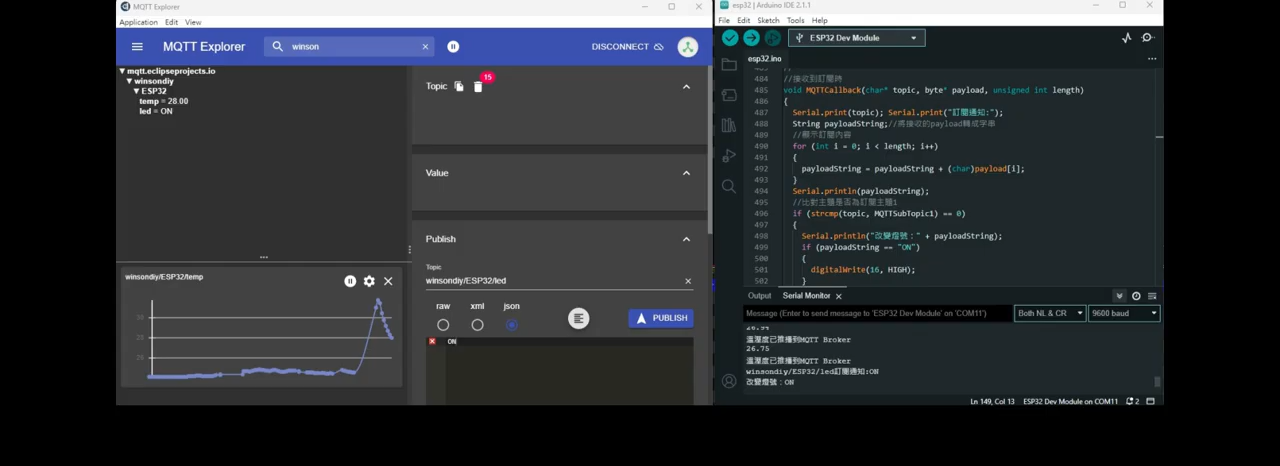 MQTT Explorer
Application Edit View
MQTT Explorer
winson
DISCONNECT
mqtt.eclipseprojects.io
winsondiy
ESP32
temp = 28.00
led = ON
Topic
15
Value
Publish
Topic
winsondiy/ESP32/led
raw xml json
PUBLISH
ON
winsondiy/ESP32/temp
esp32 | Arduino IDE 2.1.1
File Edit Sketch Tools Help
ESP32 Dev Module
esp32.ino
483 //
484 //接收到訂閱時
485 void MQTTCallback(char* topic, byte* payload, unsigned int length)
486 {
487 Serial.print(topic); Serial.print("訂閱通知:");
488 String payloadString;//將接收的payload轉成字串
489 //顯示訂閱內容
490 for (int i = 0; i < length; i++)
491 {
492 payloadString = payloadString + (char)payload[i];
493 }
494 Serial.println(payloadString);
495 //比對主題是否為訂閱主題1
496 if (strcmp(topic, MQTTSubTopic1) == 0)
497 {
498 Serial.println("改變燈號：" + payloadString);
499 if (payloadString == "ON")
500 {
501 digitalWrite(16, HIGH);
502 }
Output Serial Monitor
Message (Enter to send message to 'ESP32 Dev Module' on 'COM11')
Both NL & CR
9600 baud
溫溼度已推播到MQTT Broker
26.75
溫溼度已推播到MQTT Broker
winsondiy/ESP32/led訂閱通知:ON
改變燈號：ON
Ln 149, Col 13 ESP32 Dev Module on COM11 2